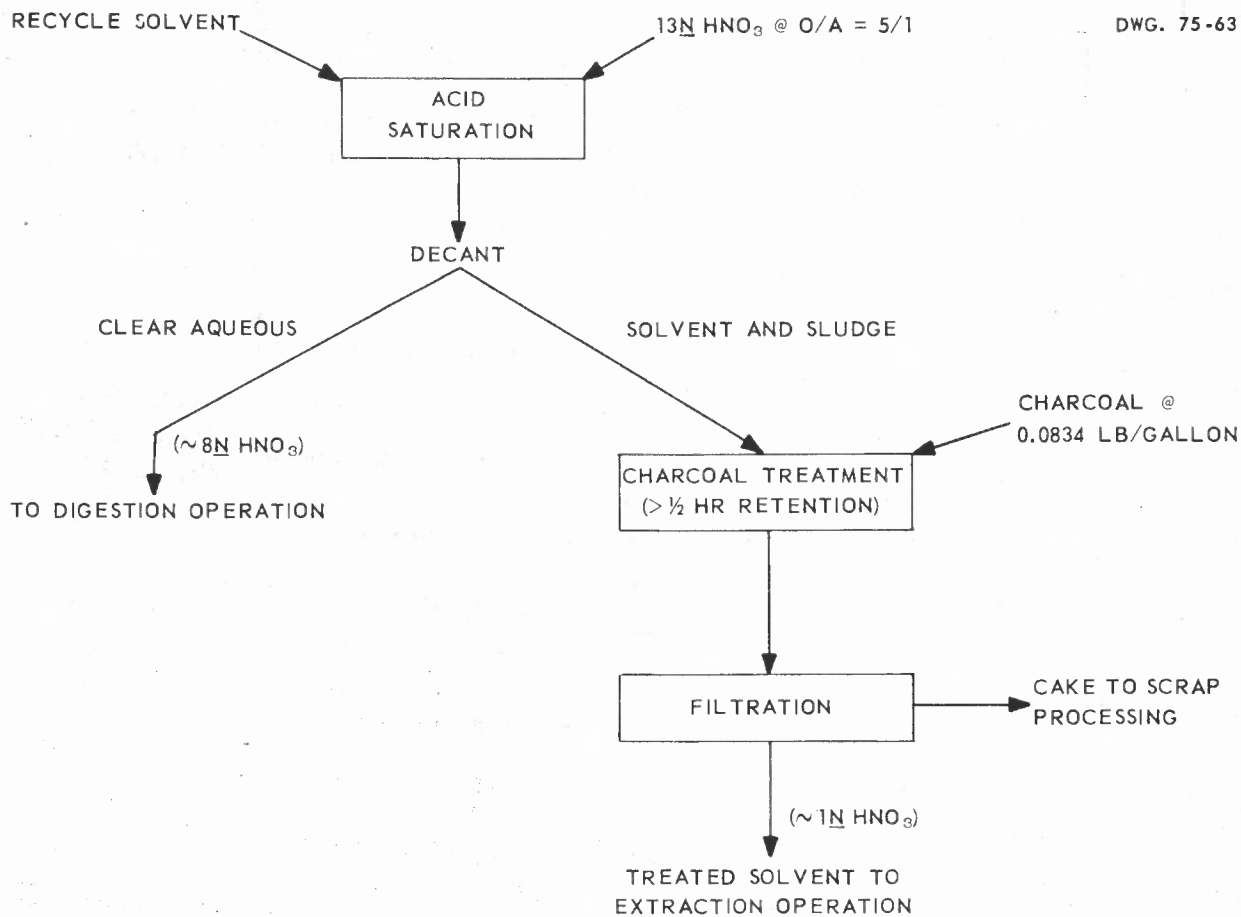 RECYCLE SOLVENT
13N HNO₃ @ O/A = 5/1
DWG. 75-63
ACID
SATURATION
DECANT
CLEAR AQUEOUS
SOLVENT AND SLUDGE
(~8N HNO₃)
TO DIGESTION OPERATION
CHARCOAL @
0.0834 LB/GALLON
CHARCOAL TREATMENT
(>½ HR RETENTION)
FILTRATION
CAKE TO SCRAP
PROCESSING
(~1N HNO₃)
TREATED SOLVENT TO
EXTRACTION OPERATION